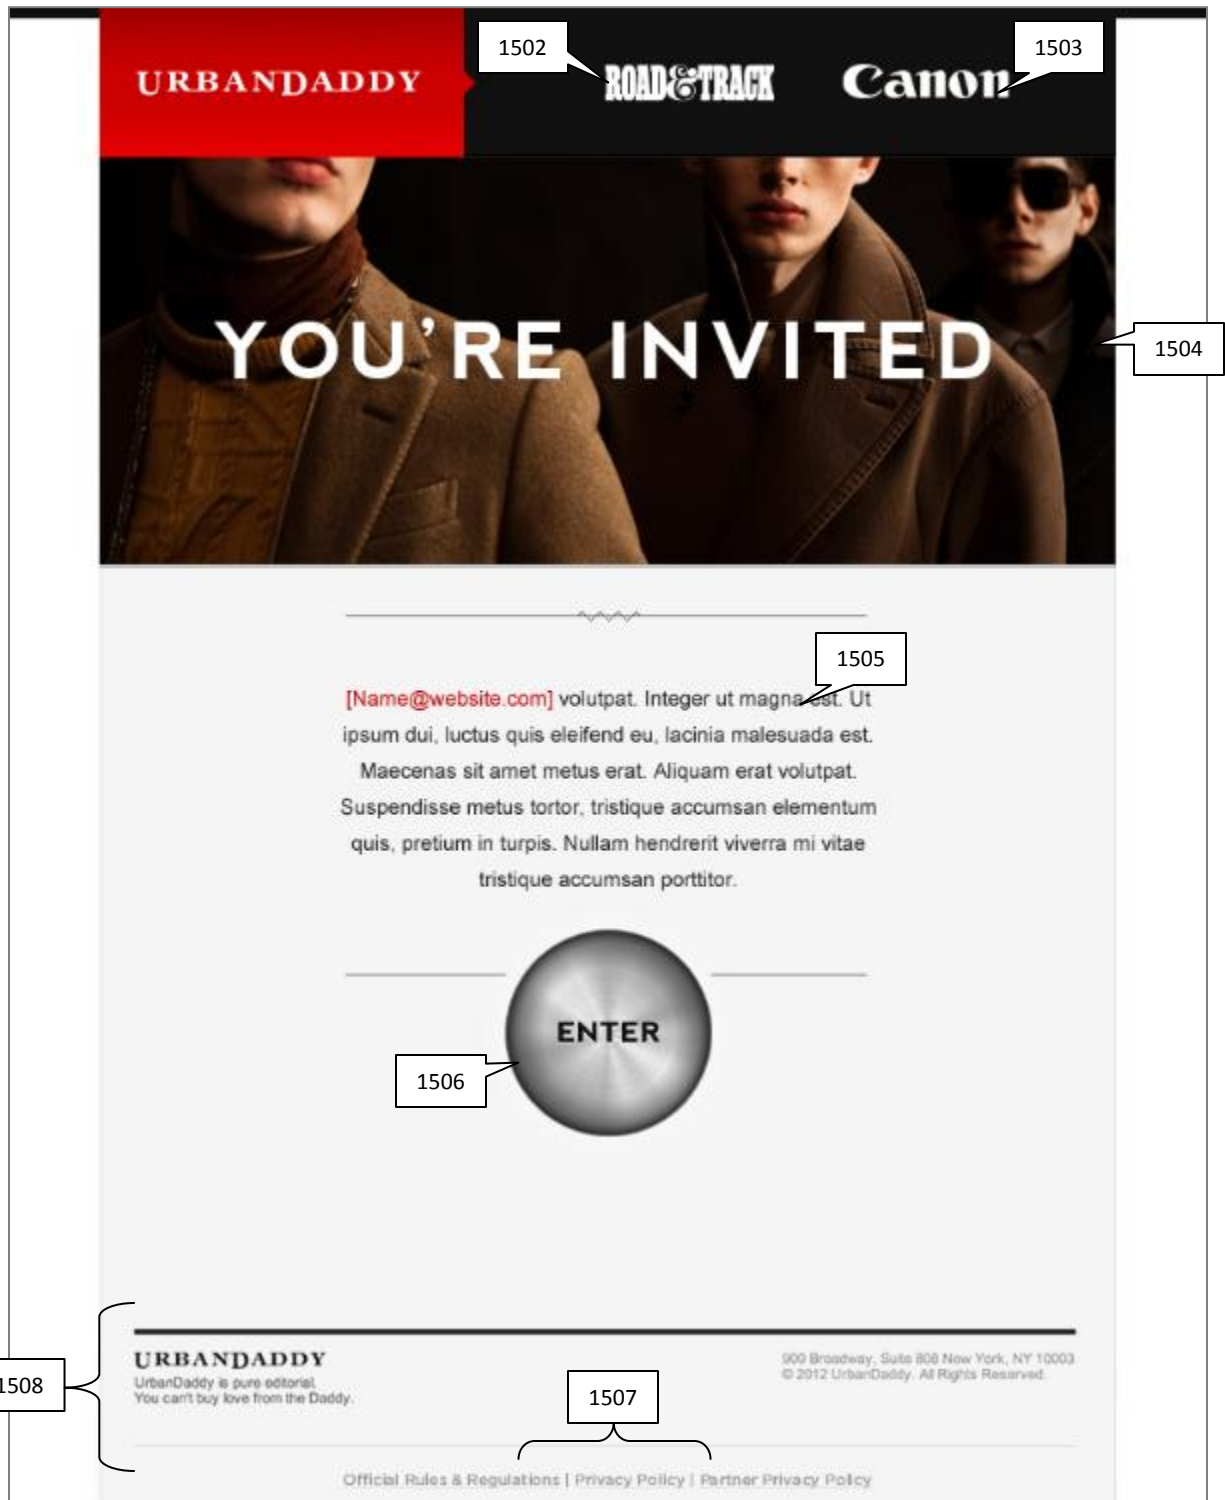 URBANDADDY
1502
ROAD&TRACK
Canon
1503
YOU'RE INVITED
1504
1505
[Name@website.com] volutpat. Integer ut magna est. Ut
ipsum dui, luctus quis eleifend eu, lacinia malesuada est.
Maecenas sit amet metus erat. Aliquam erat volutpat.
Suspendisse metus tortor, tristique accumsan elementum
quis, pretium in turpis. Nullam hendrerit viverra mi vitae
tristique accumsan porttitor.
ENTER
1506
URBANDADDY
UrbanDaddy is pure editorial.
You can't buy love from the Daddy.
900 Broadway, Suite 808 New York, NY 10003
© 2012 UrbanDaddy. All Rights Reserved.
1508
1507
Official Rules & Regulations | Privacy Policy | Partner Privacy Policy